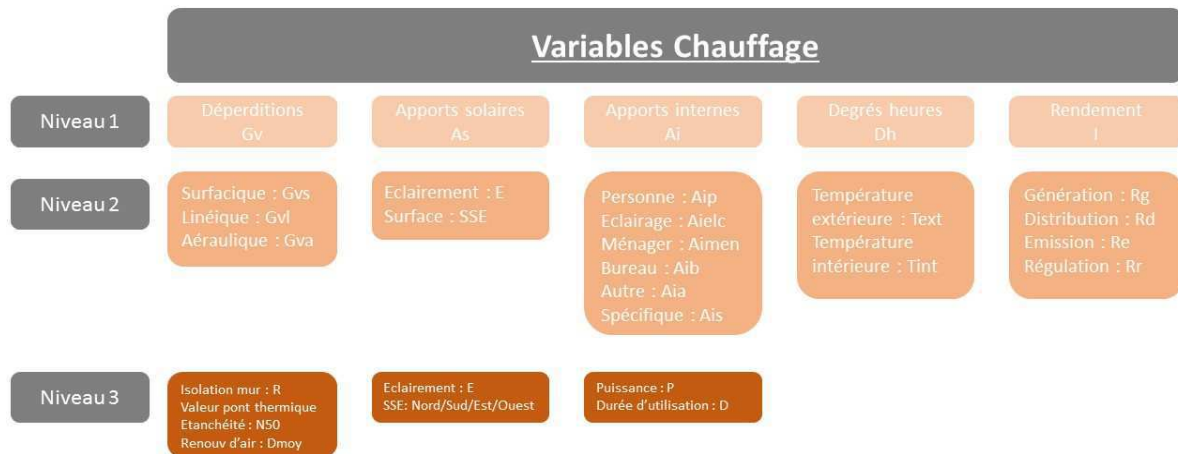 Variables Chauffage
Niveau 1
Déperditions
Gv
Apports solaires
As
Apports internes
Ai
Degrés heures
Dh
Rendement
I
Niveau 2
Surfacique : Gvs
Linéique : Gvl
Aéraulique : Gva
Eclairement : E
Surface : SSE
Personne : Aip
Eclairage : Aielc
Ménager : Aimen
Bureau : Aib
Autre : Aia
Spécifique : Ais
Température
extérieure : Text
Température
intérieure : Tint
Génération : Rg
Distribution : Rd
Emission : Re
Régulation : Rr
Niveau 3
Isolation mur : R
Valeur pont thermique
Etanchéité : N50
Renouv d'air : Dmoy
Eclairement : E
SSE: Nord/Sud/Est/Ouest
Puissance : P
Durée d'utilisation : D